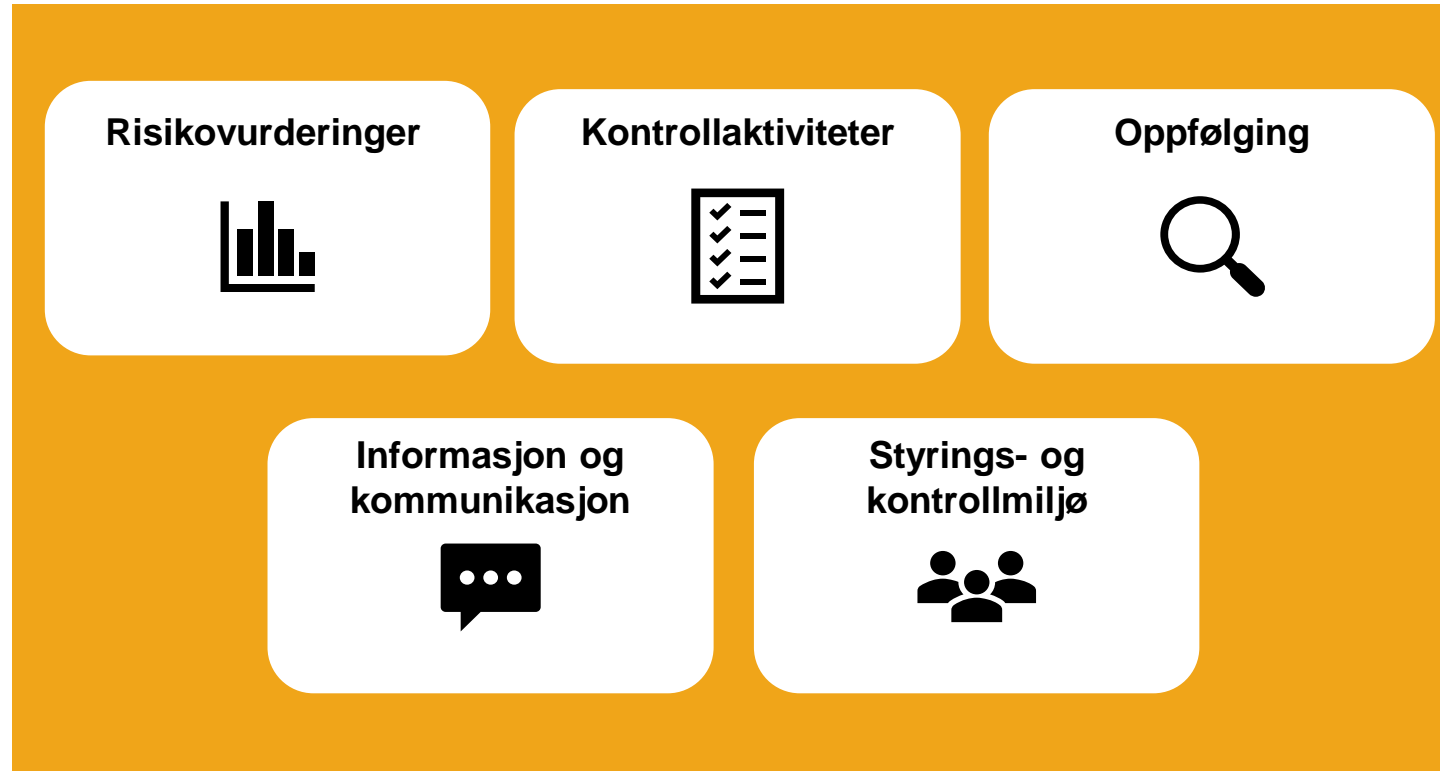 Risikovurderinger
Kontrollaktiviteter
Oppfølging
Informasjon og
kommunikasjon
Styrings- og
kontrollmiljø